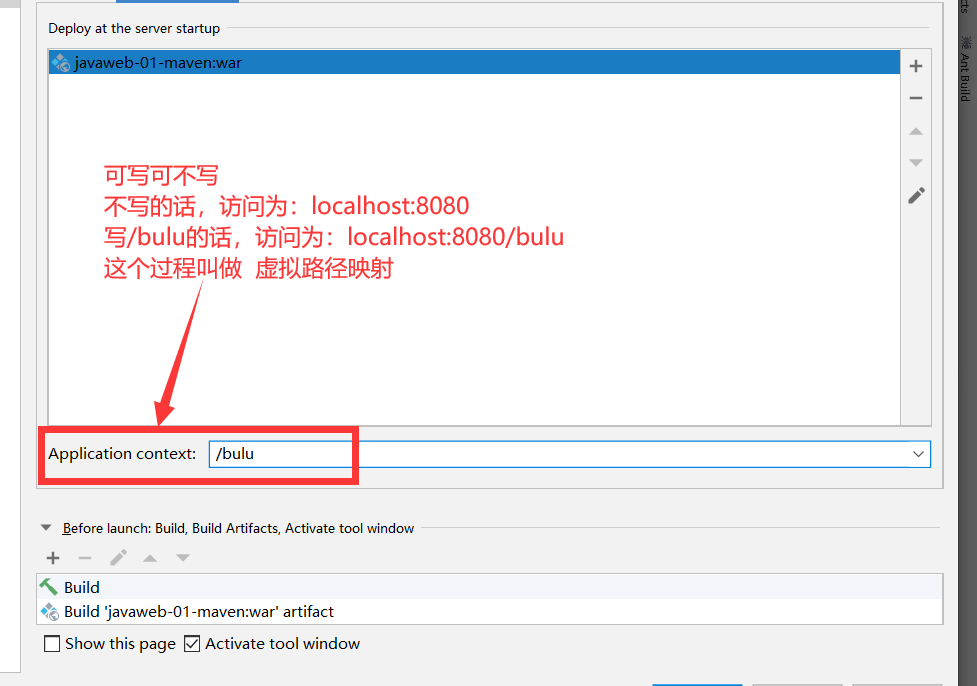 Deploy at the server startup
javaweb-01-maven:war
可写可不写
不写的话，访问为：localhost:8080
写/bulu的话，访问为：localhost:8080/bulu
这个过程叫做 虚拟路径映射
Application context: /bulu
Before launch: Build, Build Artifacts, Activate tool window
Build
Build 'javaweb-01-maven:war' artifact
Show this page Activate tool window
cts
Ant Build